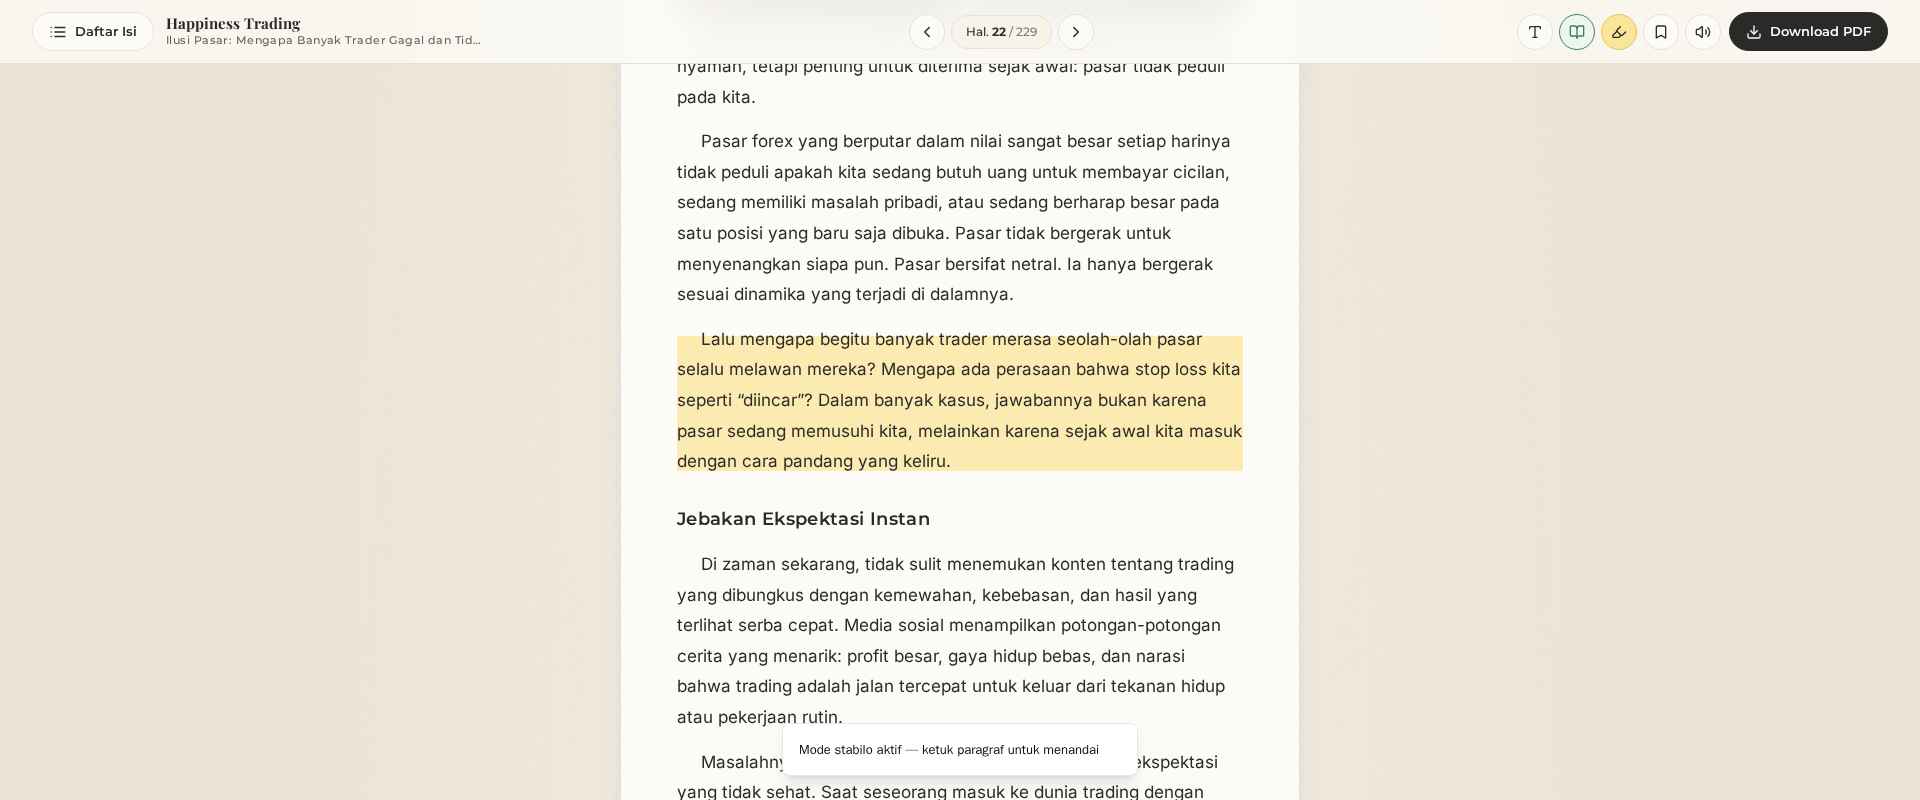 Daftar Isi
Happiness Trading
Ilusi Pasar: Mengapa Banyak Trader Gagal dan Tid...
Hal. 22 / 229
Download PDF
nyaman, tetapi penting untuk diterima sejak awal: pasar tidak peduli
pada kita.
Pasar forex yang berputar dalam nilai sangat besar setiap harinya
tidak peduli apakah kita sedang butuh uang untuk membayar cicilan,
sedang memiliki masalah pribadi, atau sedang berharap besar pada
satu posisi yang baru saja dibuka. Pasar tidak bergerak untuk
menyenangkan siapa pun. Pasar bersifat netral. Ia hanya bergerak
sesuai dinamika yang terjadi di dalamnya.
Lalu mengapa begitu banyak trader merasa seolah-olah pasar
selalu melawan mereka? Mengapa ada perasaan bahwa stop loss kita
seperti “diincar”? Dalam banyak kasus, jawabannya bukan karena
pasar sedang memusuhi kita, melainkan karena sejak awal kita masuk
dengan cara pandang yang keliru.
Jebakan Ekspektasi Instan
Di zaman sekarang, tidak sulit menemukan konten tentang trading
yang dibungkus dengan kemewahan, kebebasan, dan hasil yang
terlihat serba cepat. Media sosial menampilkan potongan-potongan
cerita yang menarik: profit besar, gaya hidup bebas, dan narasi
bahwa trading adalah jalan tercepat untuk keluar dari tekanan hidup
atau pekerjaan rutin.
Mode stabilo aktif — ketuk paragraf untuk menandai
ekspektasi
yang tidak sehat. Saat seseorang masuk ke dunia trading dengan